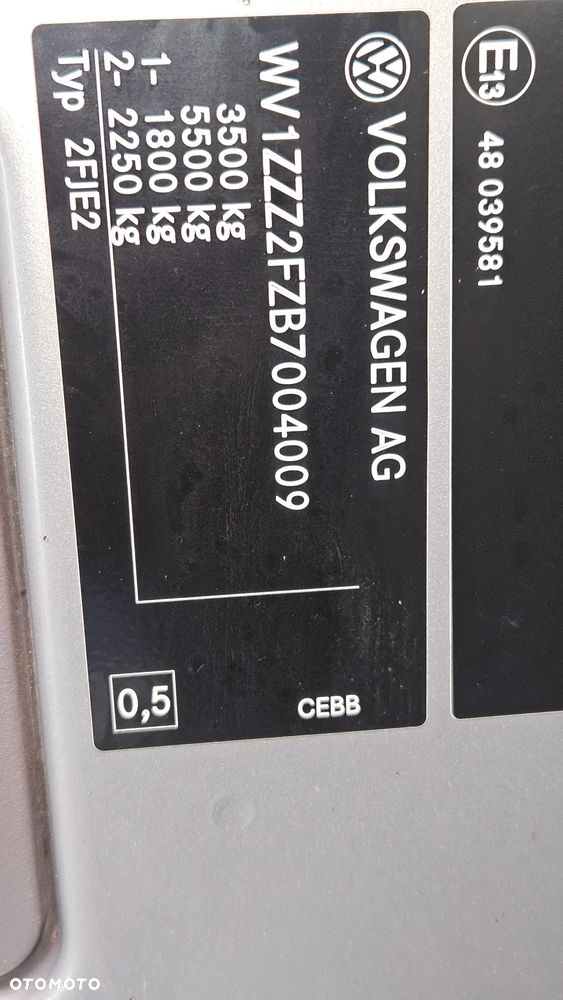 E13
48 039581
VOLKSWAGEN AG
WV1ZZZ2FZB7004009
3500 kg
5500 kg
1- 1800 kg
2- 2250 kg
Typ 2FJE2
CEBB
0,5
OTOMOTO